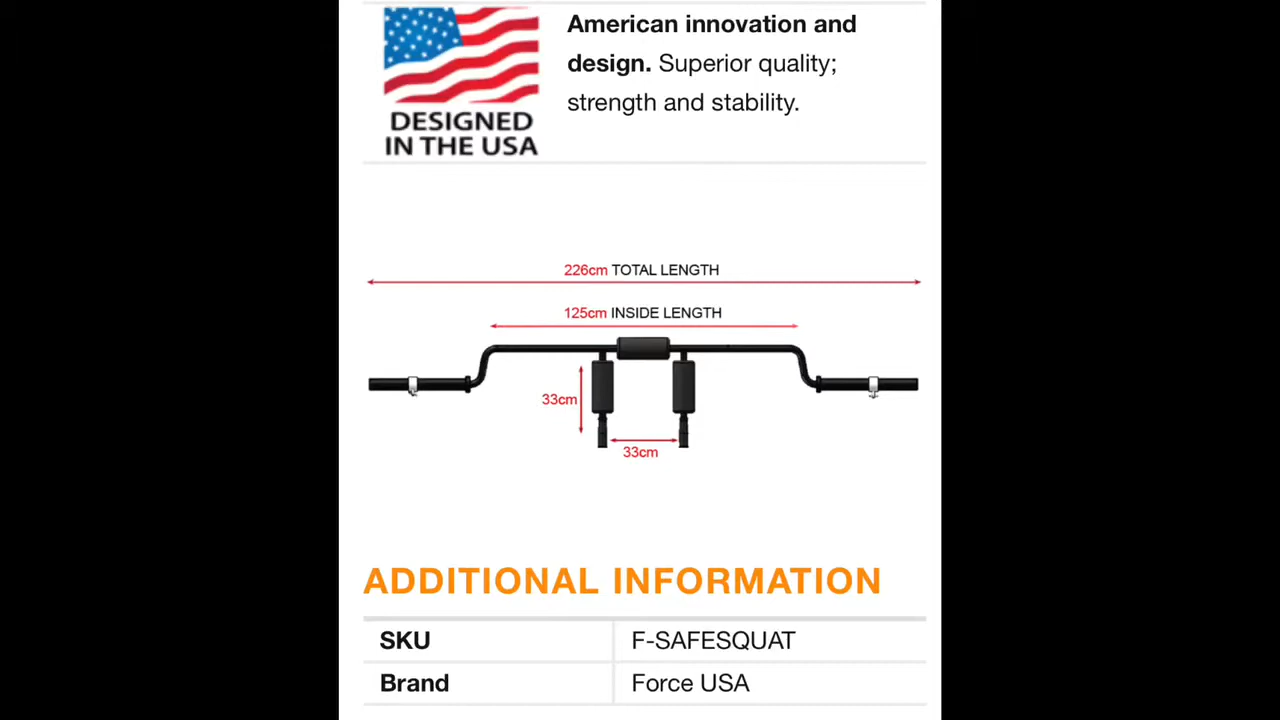 American innovation and
design. Superior quality;
strength and stability.
DESIGNED
IN THE USA
226cm TOTAL LENGTH
125cm INSIDE LENGTH
33cm
33cm
ADDITIONAL INFORMATION
SKU F-SAFESQUAT
Brand Force USA